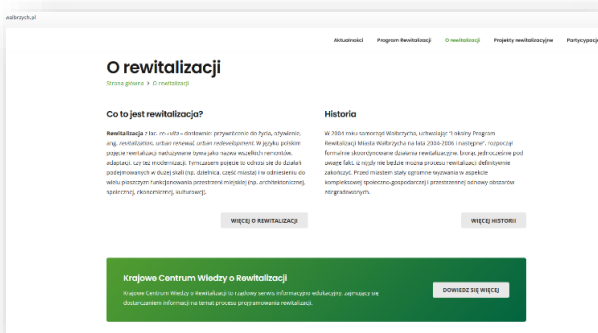 walbrzych.pl
Aktualności Program Rewitalizacji O rewitalizacji Projekty rewitalizacyjne Partycypacja
O rewitalizacji
Strona główna > O rewitalizacji
Co to jest rewitalizacja?
Rewitalizacja z łac. re+vita = dosłownie: przywrócenie do życia, ożywienie,
ang. revitalization, urban renewal, urban redevelopment. W języku polskim
pojęcie rewitalizacji nadużywane bywa jako nazwa wszelkich remontów,
adaptacji, czy też modernizacji. Tymczasem pojęcie to odnosi się do działań
podejmowanych w dużej skali (np. dzielnica, część miasta) i w odniesieniu do
wielu płaszczyzn funkcjonowania przestrzeni miejskiej (np. architektonicznej,
społecznej, ekonomicznej, kulturowej).
WIĘCEJ O REWITALIZACJI
Historia
W 2004 roku samorząd Wałbrzycha, uchwalając "Lokalny Program
Rewitalizacji Miasta Wałbrzycha na lata 2004-2006 i następne", rozpoczął
formalnie skoordynowane działania rewitalizacyjne, biorąc jednocześnie pod
uwagę fakt, iż nigdy nie będzie można procesu rewitalizacji definitywnie
zakończyć. Przed miastem stały ogromne wyzwania w aspekcie
kompleksowej społeczno-gospodarczej i przestrzennej odnowy obszarów
zdegradowanych.
WIĘCEJ HISTORII
Krajowe Centrum Wiedzy o Rewitalizacji
Krajowe Centrum Wiedzy o Rewitalizacji to rządowy serwis informacyjno-edukacyjny, zajmujący się
dostarczaniem informacji na temat procesu programowania rewitalizacji.
DOWIEDZ SIĘ WIĘCEJ